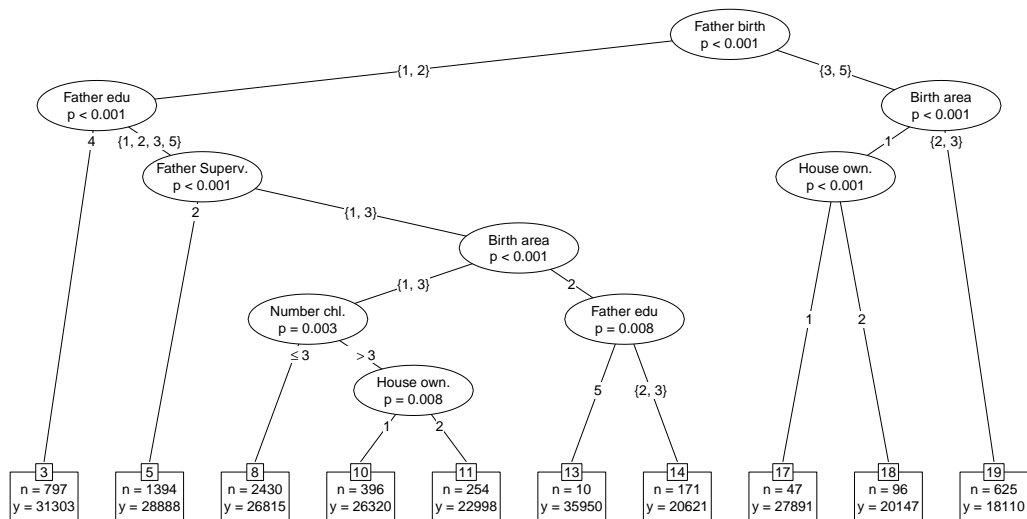 Father birth
p < 0.001
{1, 2}
{3, 5}
Father edu
p < 0.001
Birth area
p < 0.001
4
{1, 2, 3, 5}
1
{2, 3}
Father Superv.
p < 0.001
House own.
p < 0.001
2
{1, 3}
Birth area
p < 0.001
{1, 3}
2
Number chl.
p = 0.003
Father edu
p = 0.008
1
2
≤ 3
> 3
House own.
p = 0.008
5
{2, 3}
1
2
3
n = 797
y = 31303
5
n = 1394
y = 28888
8
n = 2430
y = 26815
10
n = 396
y = 26320
11
n = 254
y = 22998
13
n = 10
y = 35950
14
n = 171
y = 20621
17
n = 47
y = 27891
18
n = 96
y = 20147
19
n = 625
y = 18110